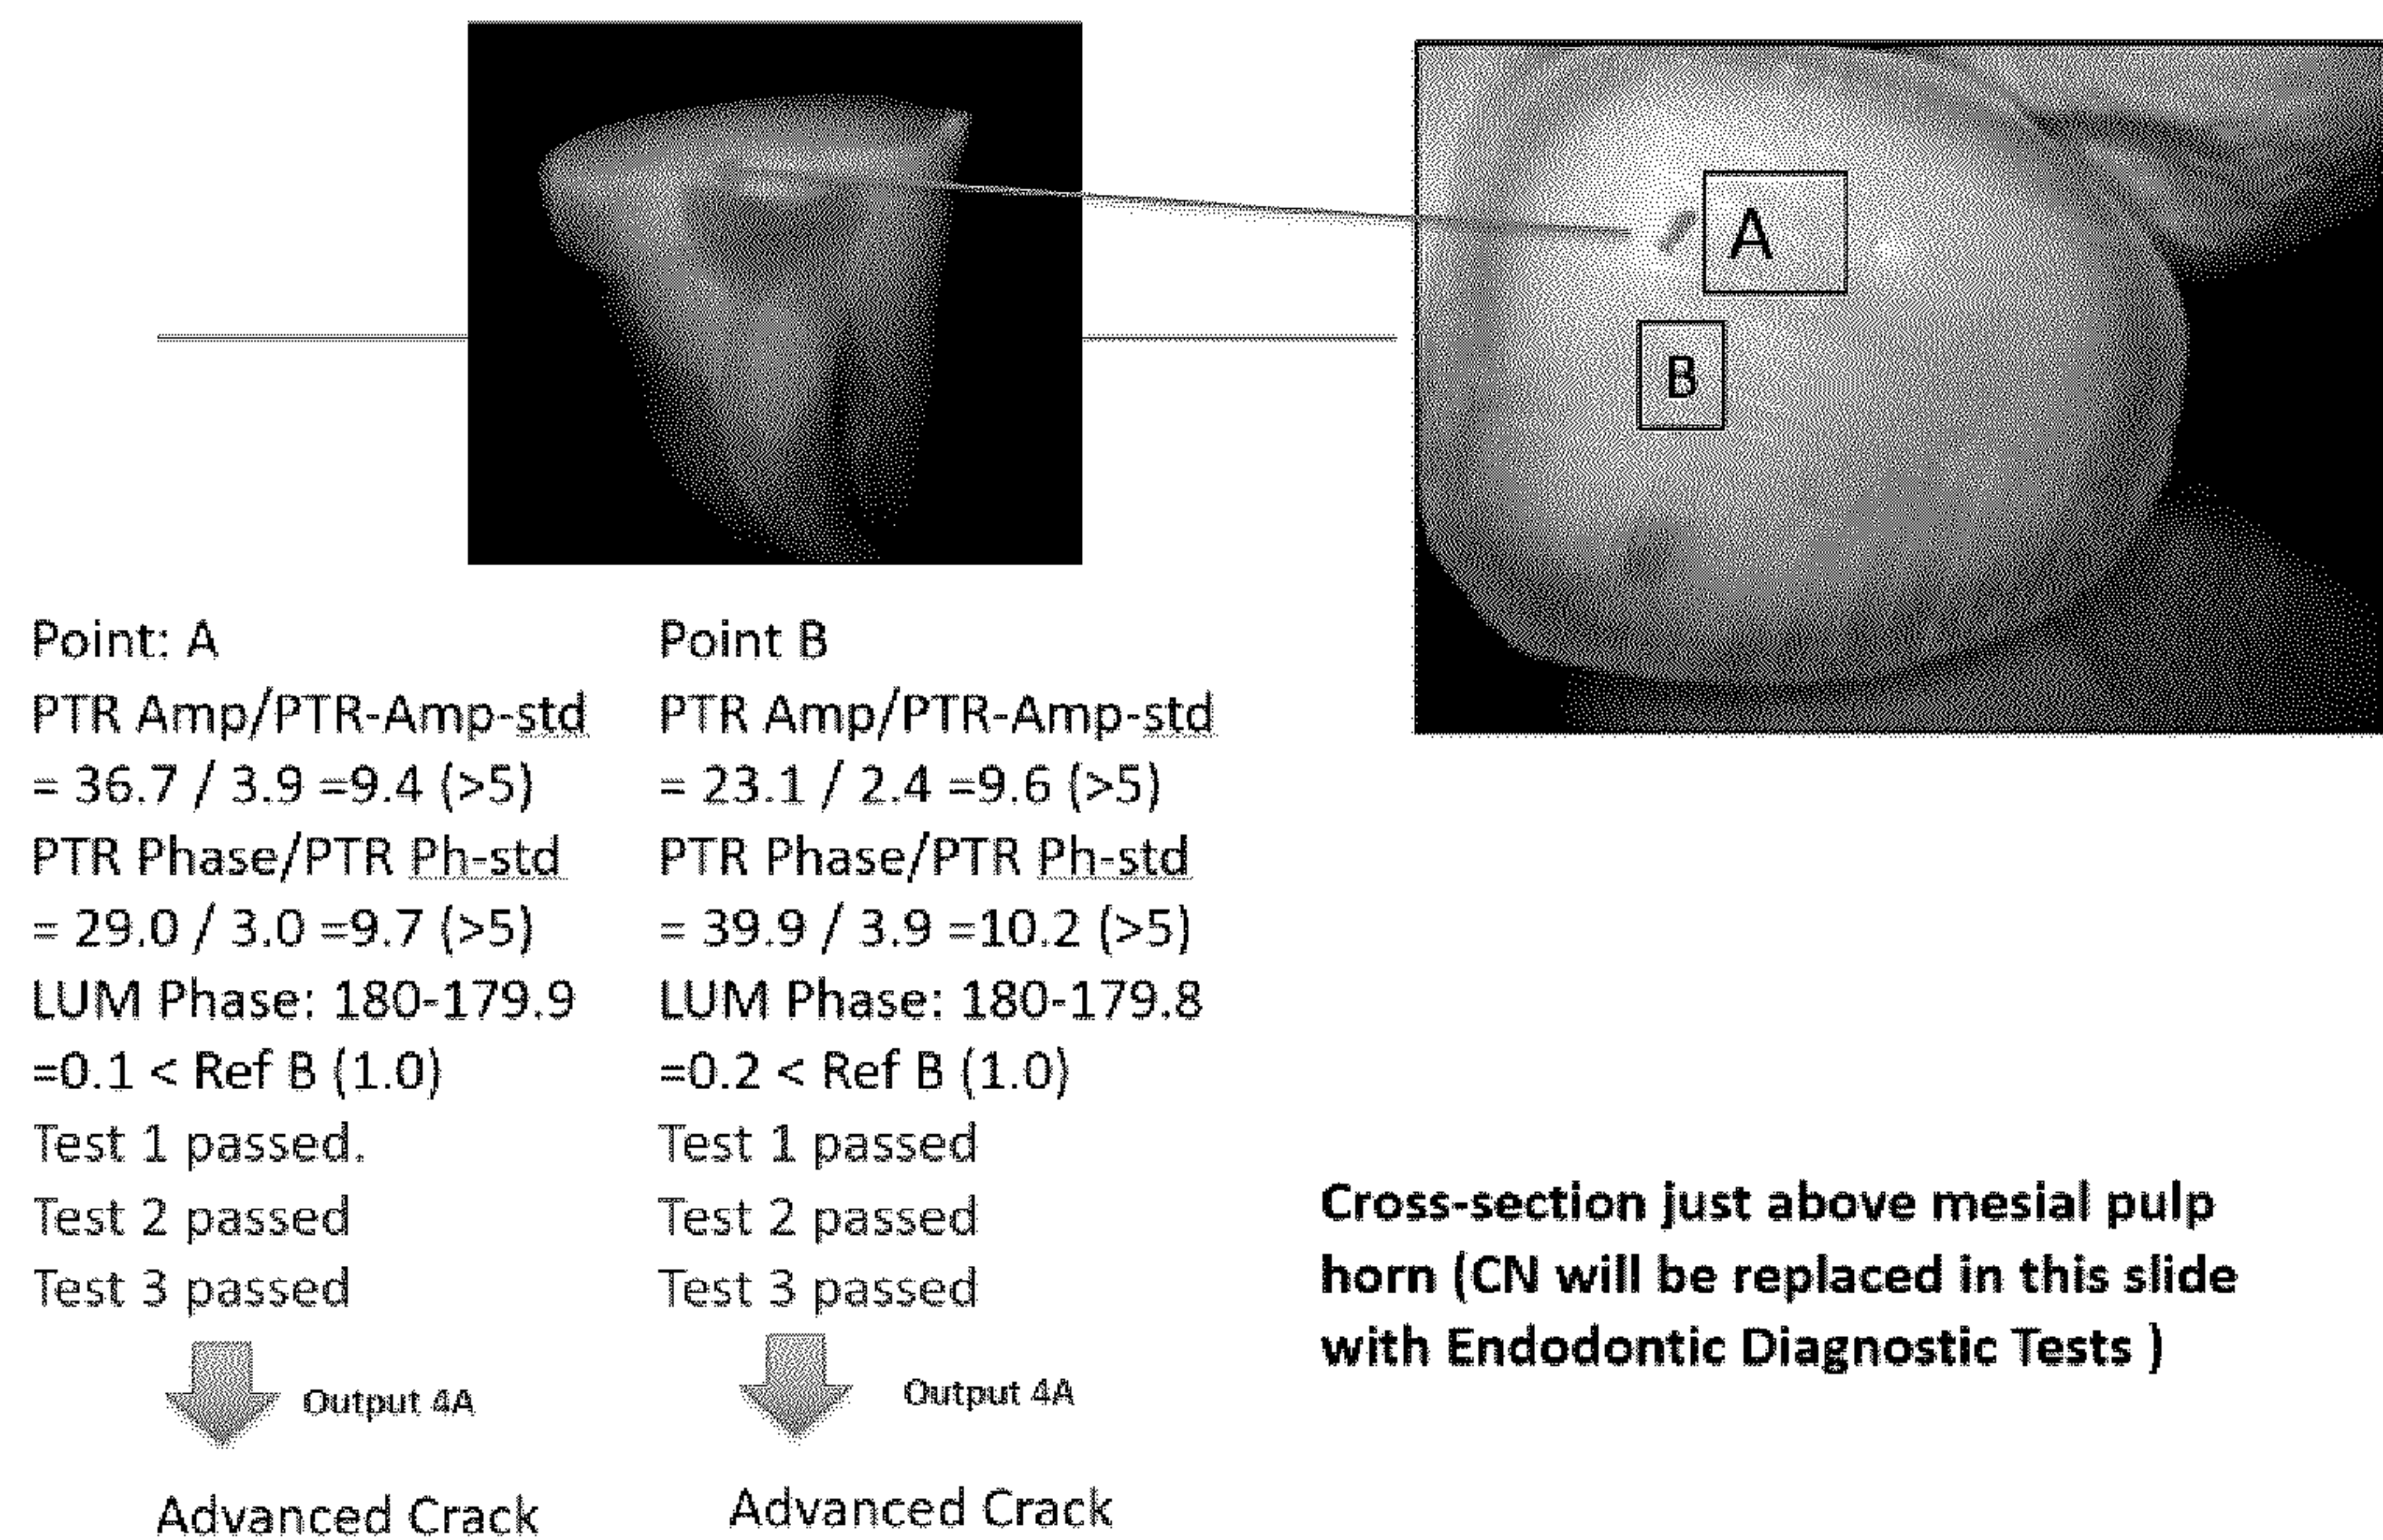 A
B
Point: A
PTR Amp/PTR-Amp-std
= 36.7 / 3.9 =9.4 (>5)
PTR Phase/PTR Ph-std
= 29.0 / 3.0 =9.7 (>5)
LUM Phase: 180-179.9
=0.1 < Ref B (1.0)
Test 1 passed.
Test 2 passed
Test 3 passed
Output 4A
Advanced Crack
Point B
PTR Amp/PTR-Amp-std
= 23.1 / 2.4 =9.6 (>5)
PTR Phase/PTR Ph-std
= 39.9 / 3.9 =10.2 (>5)
LUM Phase: 180-179.8
=0.2 < Ref B (1.0)
Test 1 passed
Test 2 passed
Test 3 passed
Output 4A
Advanced Crack
Cross-section just above mesial pulp
horn (CN will be replaced in this slide
with Endodontic Diagnostic Tests )